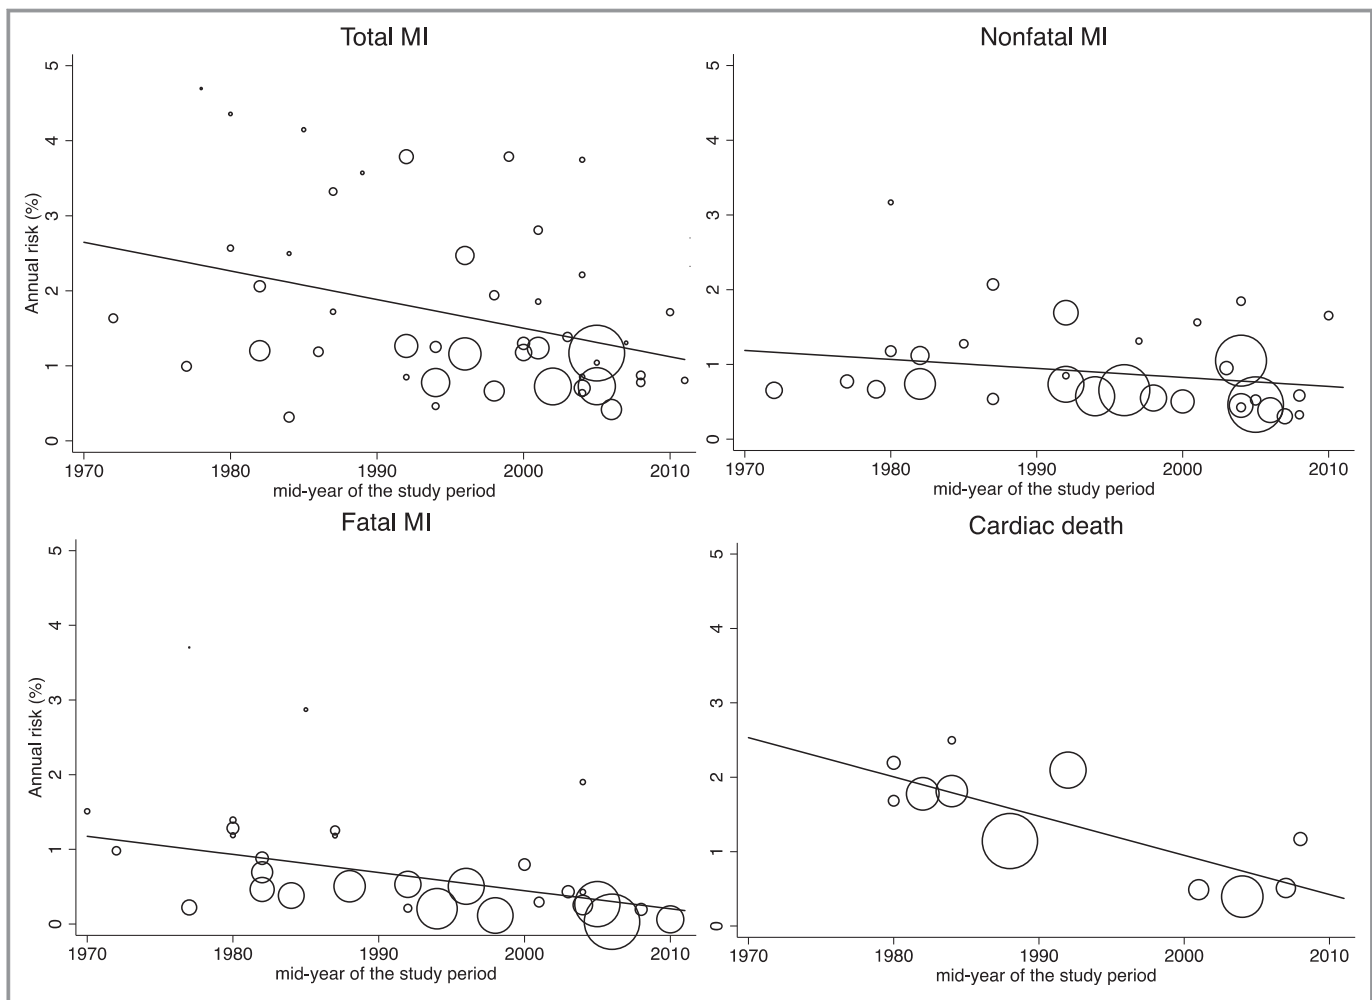 Total MI
Annual risk (%)
5
4
3
2
1
0
1970 1980 1990 2000 2010
mid-year of the study period
Nonfatal MI
5
4
3
2
1
0
1970 1980 1990 2000 2010
mid-year of the study period
Fatal MI
Annual risk (%)
5
4
3
2
1
0
1970 1980 1990 2000 2010
mid-year of the study period
Cardiac death
5
4
3
2
1
0
1970 1980 1990 2000 2010
mid-year of the study period